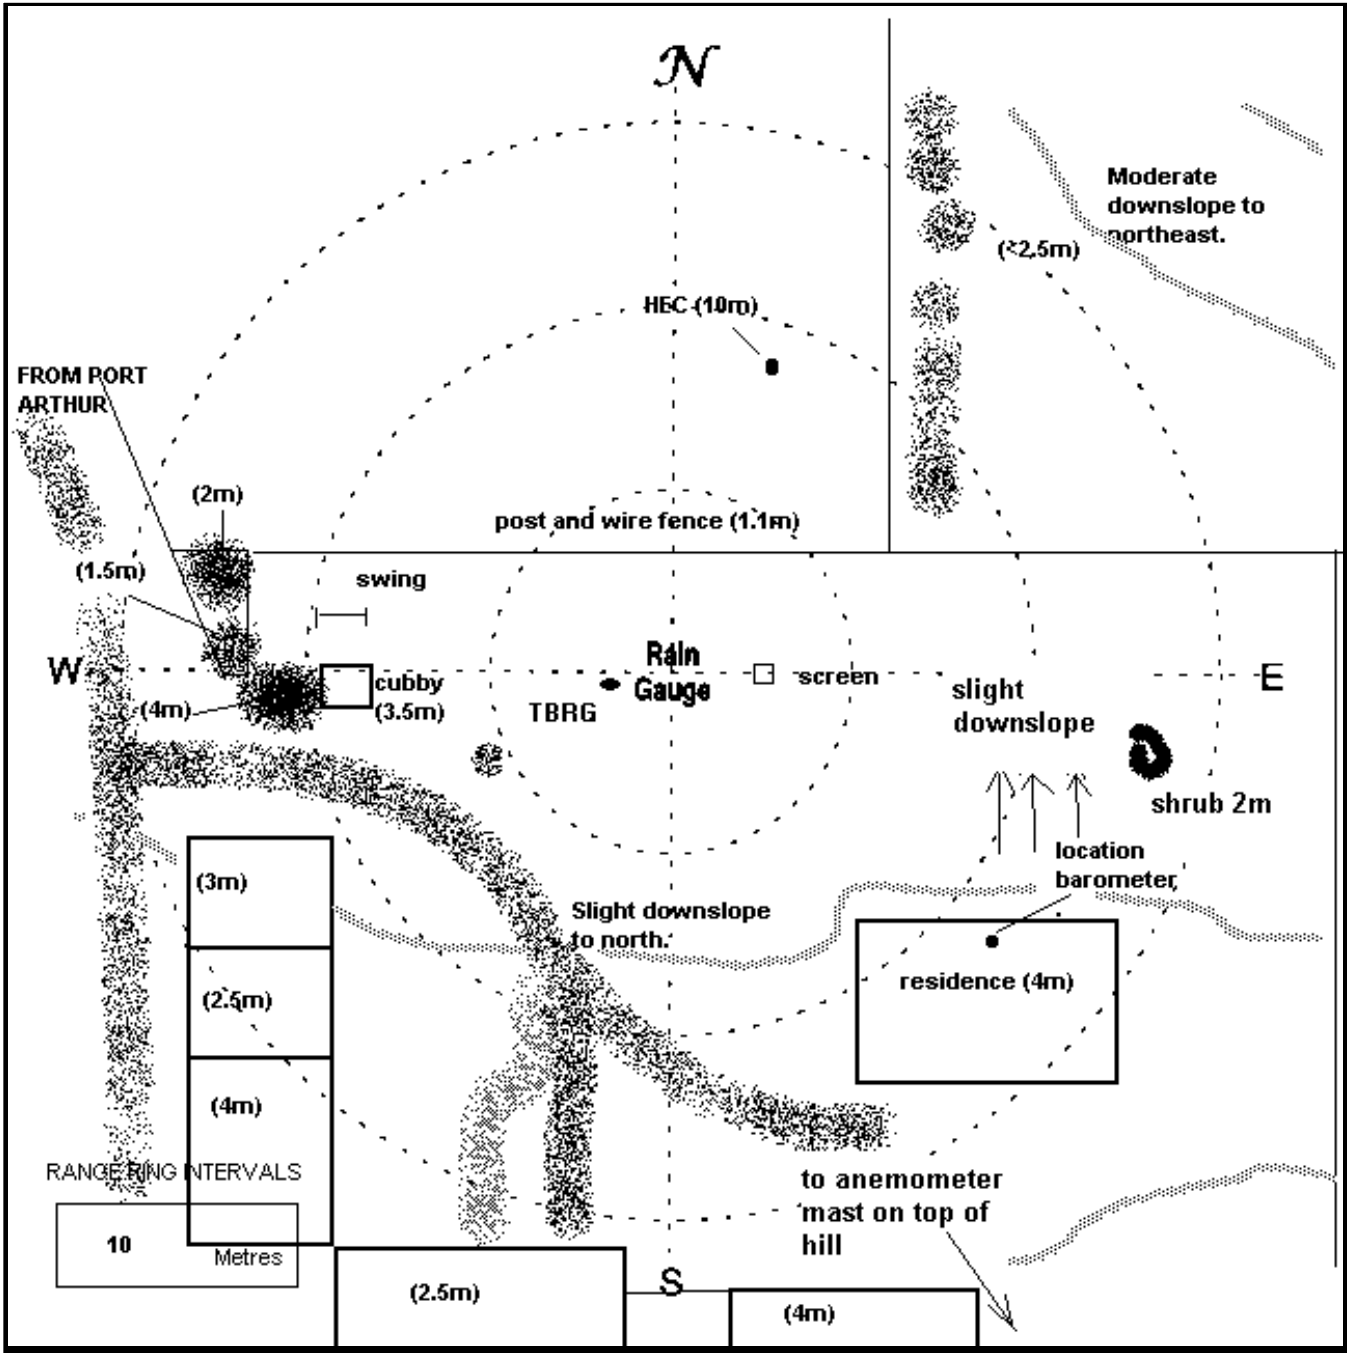 N
Moderate
downslope to
northeast.
(<2.5m)
HEC (10m)
FROM PORT
ARTHUR
(2m)
post and wire fence (1.1m)
(1.5m)
swing
W
Rain
Gauge
screen
E
cubby
(3.5m)
(4m)
TBRG
slight
downslope
shrub 2m
location
barometer
(3m)
Slight downslope
to north.
residence (4m)
(2.5m)
(4m)
RANGE RING INTERVALS
10
Metres
to anemometer
mast on top of
hill
S
(2.5m)
(4m)